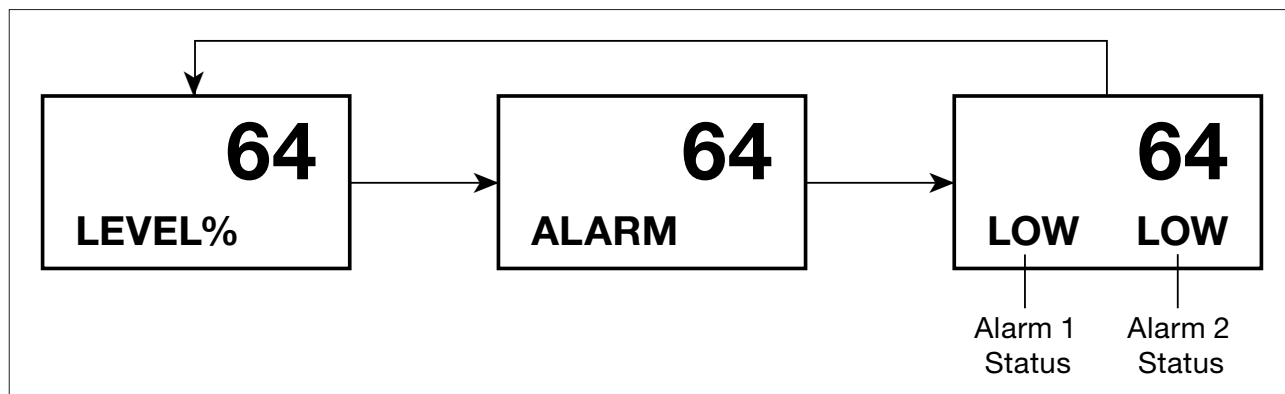 64
LEVEL%
64
ALARM
64
LOW LOW
Alarm 1
Status
Alarm 2
Status